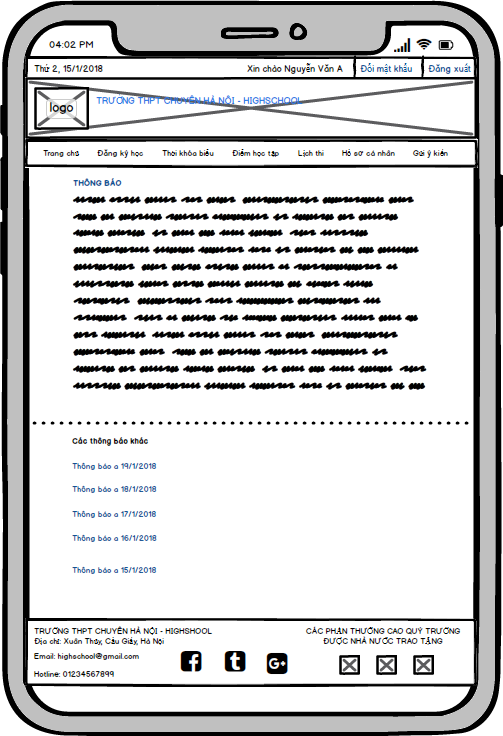 04:02 PM
Thứ 2, 15/1/2018 Xin chào Nguyễn Văn A Đổi mật khẩu Đăng xuất
logo
TRƯỜNG THPT CHUYÊN HÀ NỘI - HIGHSCHOOL
Trang chủ Đăng ký học Thời khóa biểu Điểm học tập Lịch thi Hồ sơ cá nhân Gửi ý kiến
THÔNG BÁO
Các thông báo khác
Thông báo a 19/1/2018
Thông báo a 18/1/2018
Thông báo a 17/1/2018
Thông báo a 16/1/2018
Thông báo a 15/1/2018
TRƯỜNG THPT CHUYÊN HÀ NỘI - HIGHSHOOL
Địa chỉ: Xuân Thủy, Cầu Giấy, Hà Nội
Email: highschool@gmail.com
Hotline: 01234567899
f t G+
CÁC PHẦN THƯỞNG CAO QUÝ TRƯỜNG
ĐƯỢC NHÀ NƯỚC TRAO TẶNG